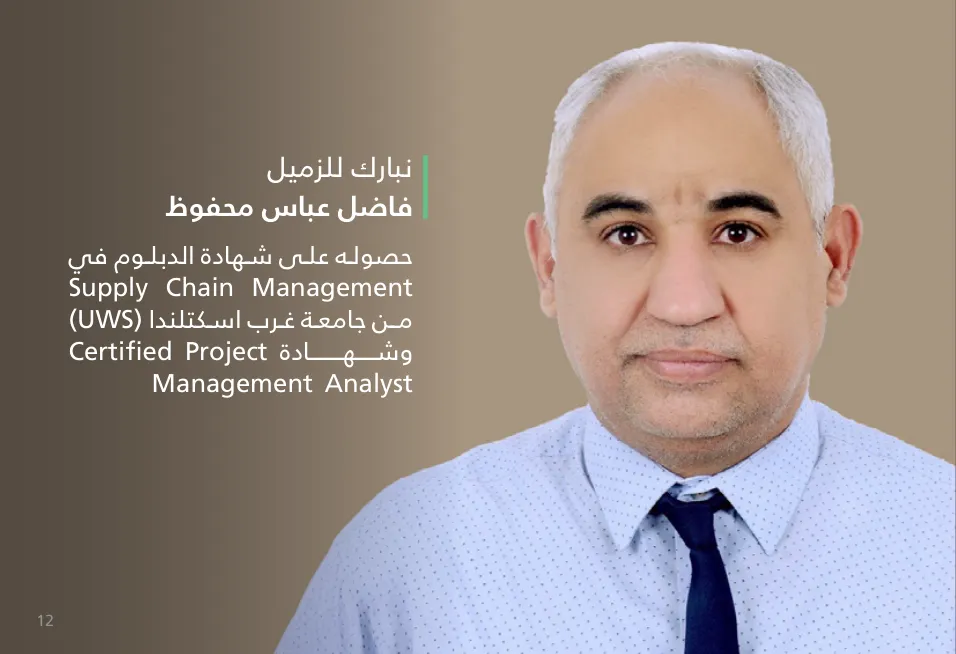 نبارك للزميل
فاضل عباس محفوظ
حصوله على شهادة الدبلوم في
Supply Chain Management
من جامعة غرب اسكتلندا (UWS)
وشهادة Certified Project
Management Analyst
12